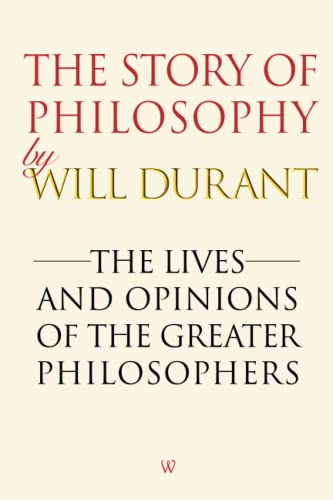 THE STORY OF
PHILOSOPHY
by
WILL DURANT
THE LIVES
AND OPINIONS
OF THE GREATER
PHILOSOPHERS
W